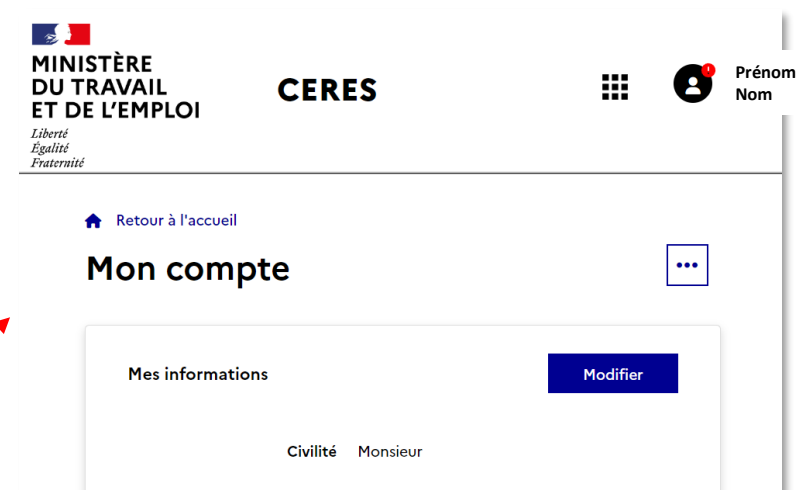 MINISTÈRE
DU TRAVAIL
ET DE L'EMPLOI
Liberté
Égalité
Fraternité
CERES
Prénom
Nom
Retour à l'accueil
Mon compte
Mes informations
Modifier
Civilité Monsieur